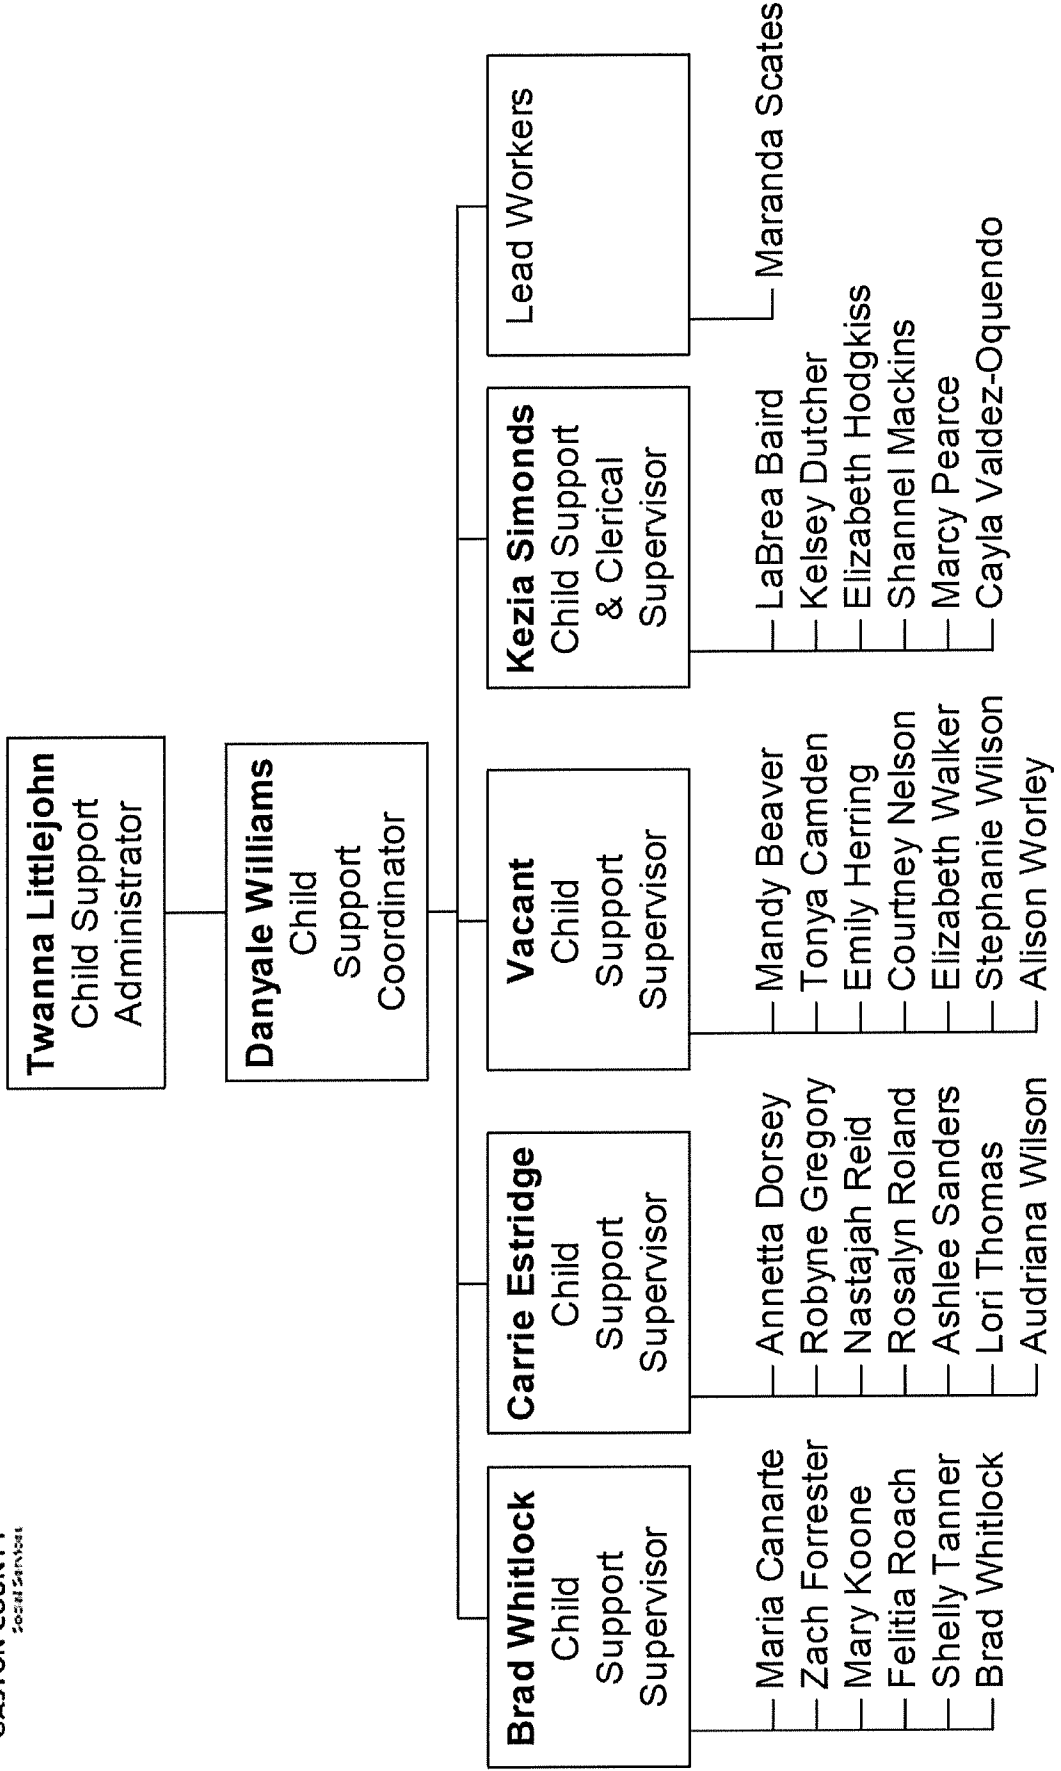 GASTON COUNTY
Social Services
Twanna Littlejohn
Child Support
Administrator
Danyale Williams
Child
Support
Coordinator
Brad Whitlock
Child
Support
Supervisor
Maria Canarte
Zach Forrester
Mary Koone
Felitia Roach
Shelly Tanner
Brad Whitlock
Carrie Estridge
Child
Support
Supervisor
Annetta Dorsey
Robyne Gregory
Nastajah Reid
Rosalyn Roland
Ashlee Sanders
Lori Thomas
Audriana Wilson
Vacant
Child
Support
Supervisor
Mandy Beaver
Tonya Camden
Emily Herring
Courtney Nelson
Elizabeth Walker
Stephanie Wilson
Alison Worley
Kezia Simonds
Child Support
& Clerical
Supervisor
LaBrea Baird
Kelsey Dutcher
Elizabeth Hodgkiss
Shannel Mackins
Marcy Pearce
Cayla Valdez-Oquendo
Lead Workers
Maranda Scates